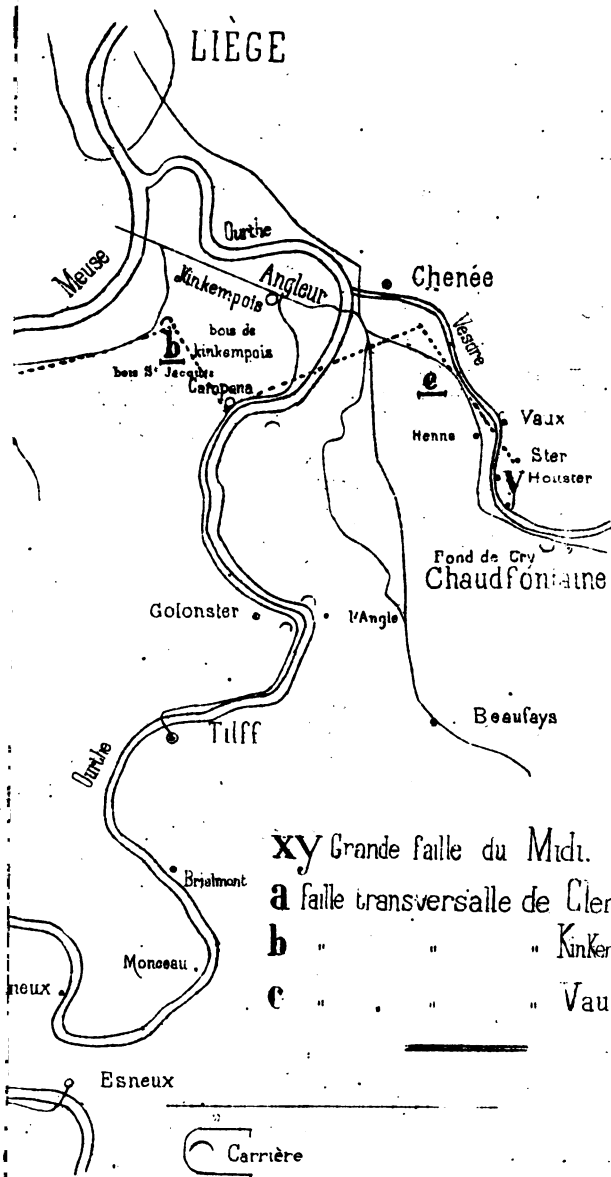 LIÈGE
Ourthe
Meuse
Kinkempois
Angleur
Chenée
Vesdre
bois de
kinkempois
b
bois St Jacques
Campana
e
Vaux
Henne
Ster
y
Houster
Fond de Cry
Chaudfontaine
Colonster
l'Angle
Beaufays
Tilff
Ourthe
xy Grande faille du Midi.
a faille transversalle de Cler
b " " " KinKer
c " " " Vau
Brialmont
Monceau
neux
Esneux
Carrière